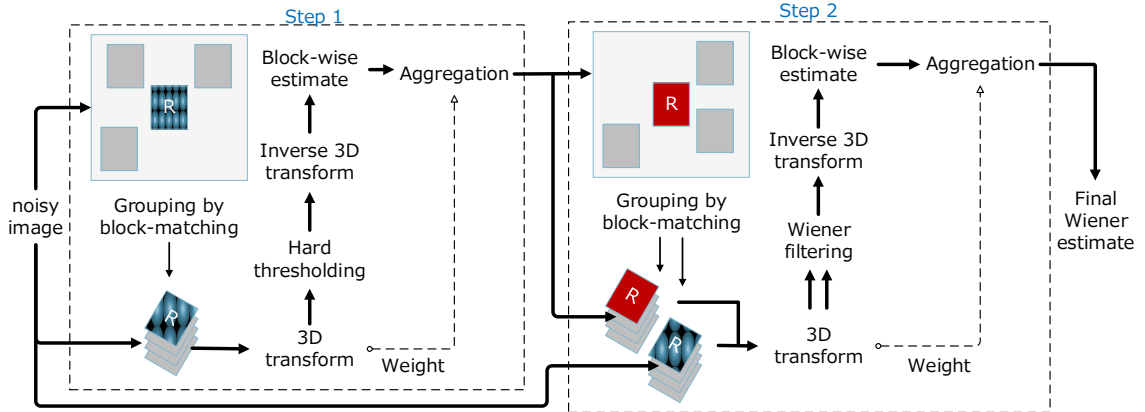 Step 1
Step 2
Block-wise
estimate
Aggregation
Block-wise
estimate
Aggregation
R
R
Inverse 3D
transform
Inverse 3D
transform
noisy
image
Grouping by
block-matching
Grouping by
block-matching
Final
Wiener
estimate
Hard
thresholding
Wiener
filtering
R
R
R
3D
transform
Weight
3D
transform
Weight